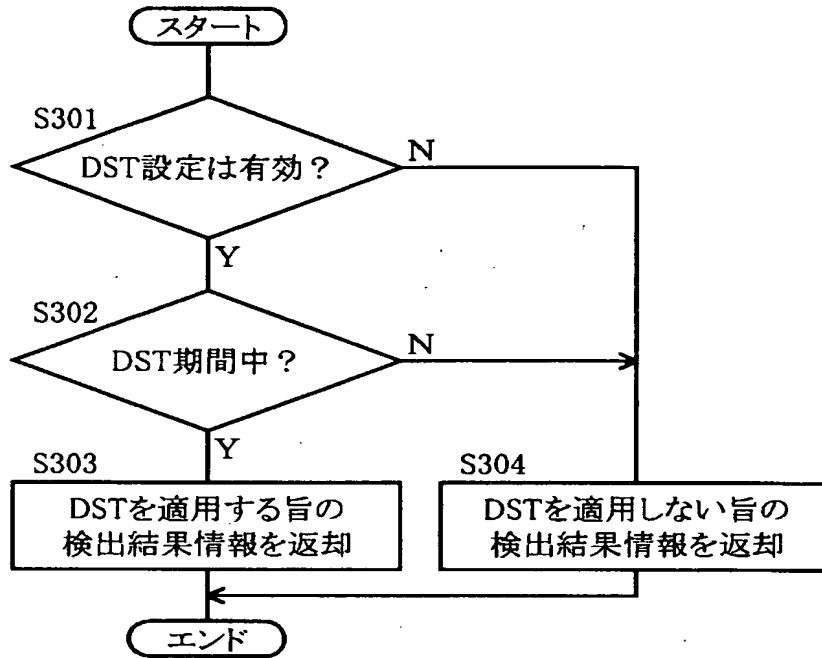 スタート
S301
DST設定は有効？
N
Y
S302
DST期間中？
N
Y
S303
DSTを適用する旨の
検出結果情報を返却
S304
DSTを適用しない旨の
検出結果情報を返却
エンド